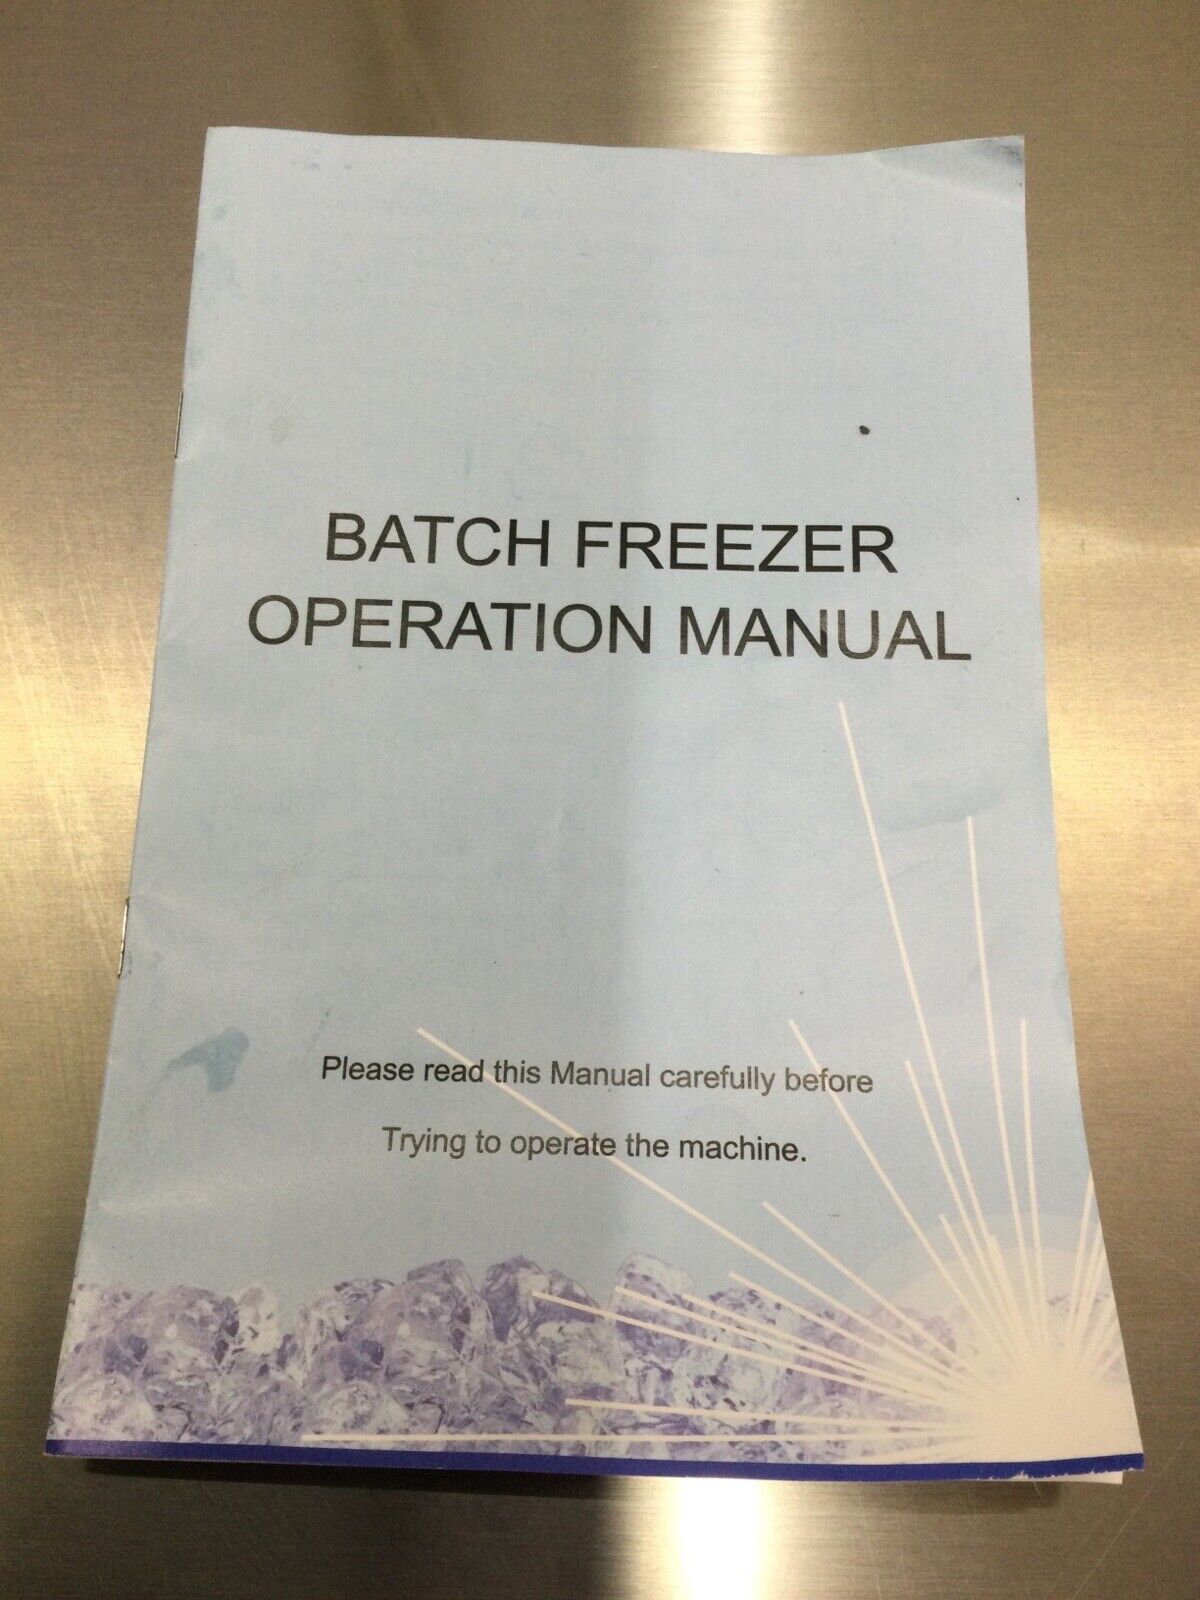 BATCH FREEZER
OPERATION MANUAL
Please read this Manual carefully before
Trying to operate the machine.